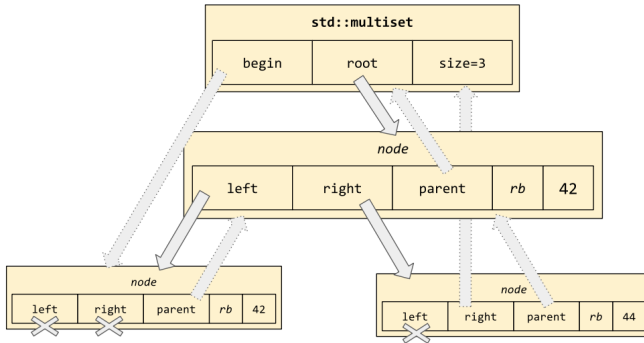 std::multiset
begin root size=3
node
left right parent rb 42
node
left right parent rb 42
node
left right parent rb 44